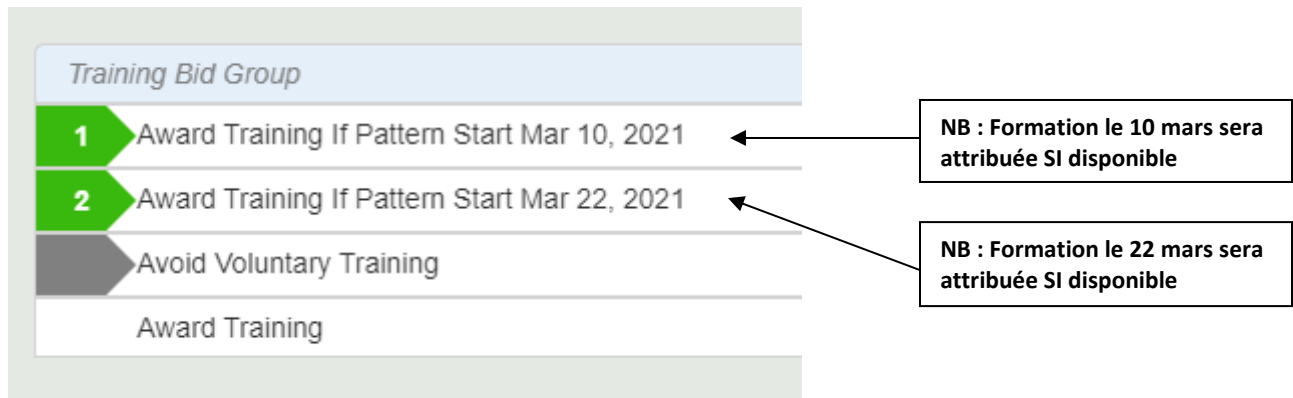 Training Bid Group
1 Award Training If Pattern Start Mar 10, 2021
NB : Formation le 10 mars sera
attribuée SI disponible
2 Award Training If Pattern Start Mar 22, 2021
NB : Formation le 22 mars sera
attribuée SI disponible
Avoid Voluntary Training
Award Training